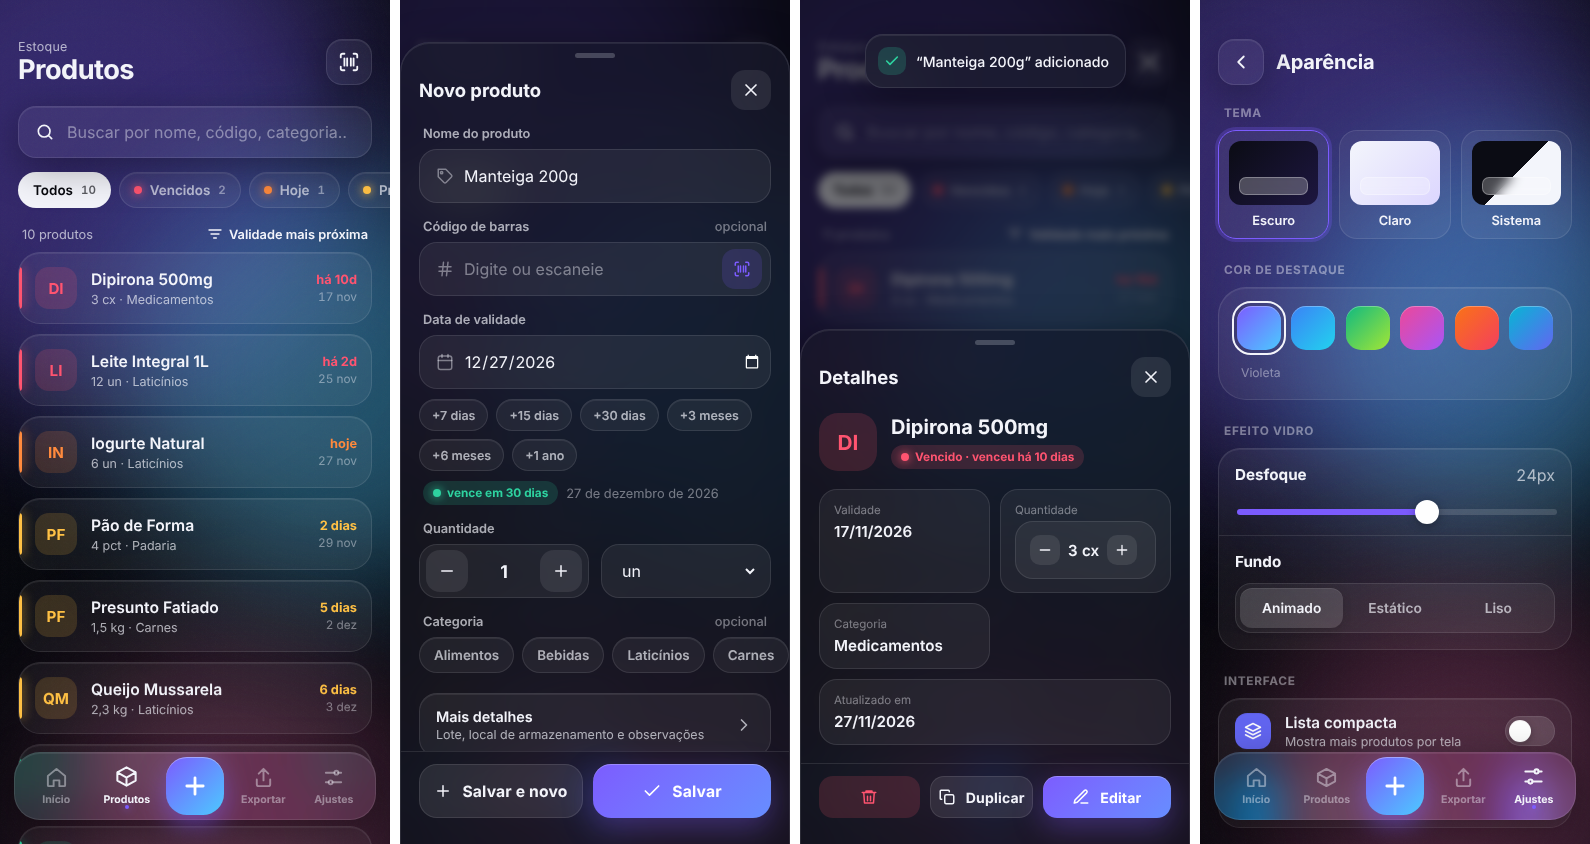 Estoque
Produtos
Buscar por nome, código, categoria..
Todos 10
Vencidos 2
Hoje 1
10 produtos
Validade mais próxima
DI
Dipirona 500mg
3 cx · Medicamentos
há 10d
17 nov
LI
Leite Integral 1L
12 un · Laticínios
há 2d
25 nov
IN
Iogurte Natural
6 un · Laticínios
hoje
27 nov
PF
Pão de Forma
4 pct · Padaria
2 dias
29 nov
PF
Presunto Fatiado
1,5 kg · Carnes
5 dias
2 dez
QM
Queijo Mussarela
2,3 kg · Laticínios
6 dias
3 dez
Início
Produtos
Exportar
Ajustes
Novo produto
Nome do produto
Manteiga 200g
Código de barras
opcional
Digite ou escaneie
Data de validade
12/27/2026
+7 dias
+15 dias
+30 dias
+3 meses
+6 meses
+1 ano
vence em 30 dias
27 de dezembro de 2026
Quantidade
1
un
Categoria
opcional
Alimentos
Bebidas
Laticínios
Carnes
Mais detalhes
Lote, local de armazenamento e observações
Salvar e novo
Salvar
“Manteiga 200g” adicionado
Detalhes
DI
Dipirona 500mg
Vencido · venceu há 10 dias
Validade
17/11/2026
Quantidade
3 cx
Categoria
Medicamentos
Atualizado em
27/11/2026
Duplicar
Editar
Aparência
TEMA
Escuro
Claro
Sistema
COR DE DESTAQUE
Violeta
EFEITO VIDRO
Desfoque
24px
Fundo
Animado
Estático
Liso
INTERFACE
Lista compacta
Mostra mais produtos por tela
Início
Produtos
Exportar
Ajustes